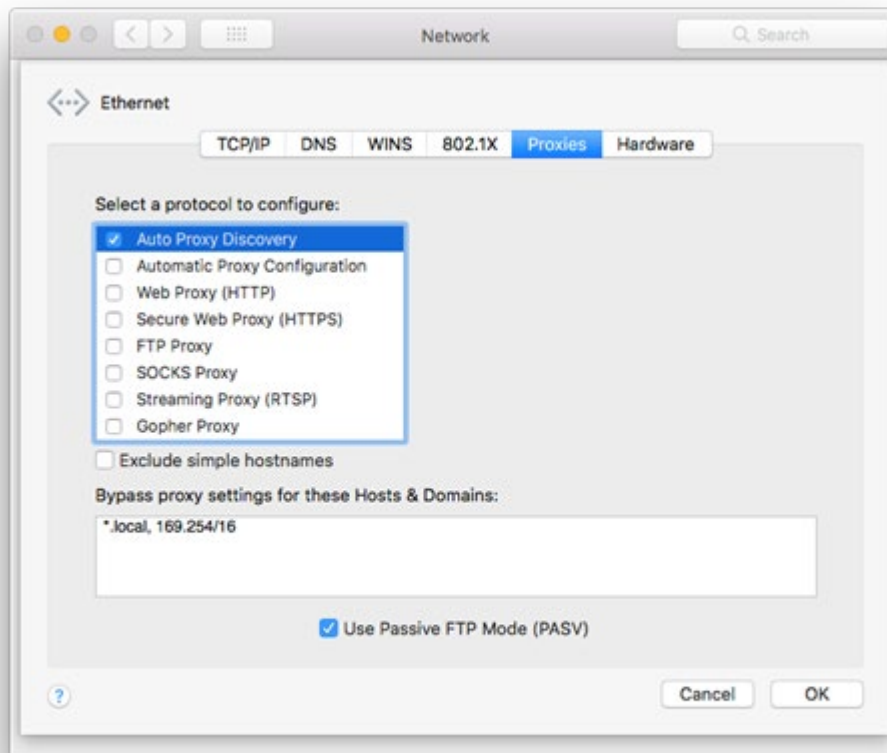 Network
Search
Ethernet
TCP/IP DNS WINS 802.1X Proxies Hardware
Select a protocol to configure:
Auto Proxy Discovery
Automatic Proxy Configuration
Web Proxy (HTTP)
Secure Web Proxy (HTTPS)
FTP Proxy
SOCKS Proxy
Streaming Proxy (RTSP)
Gopher Proxy
Exclude simple hostnames
Bypass proxy settings for these Hosts & Domains:
*.local, 169.254/16
Use Passive FTP Mode (PASV)
?
Cancel OK